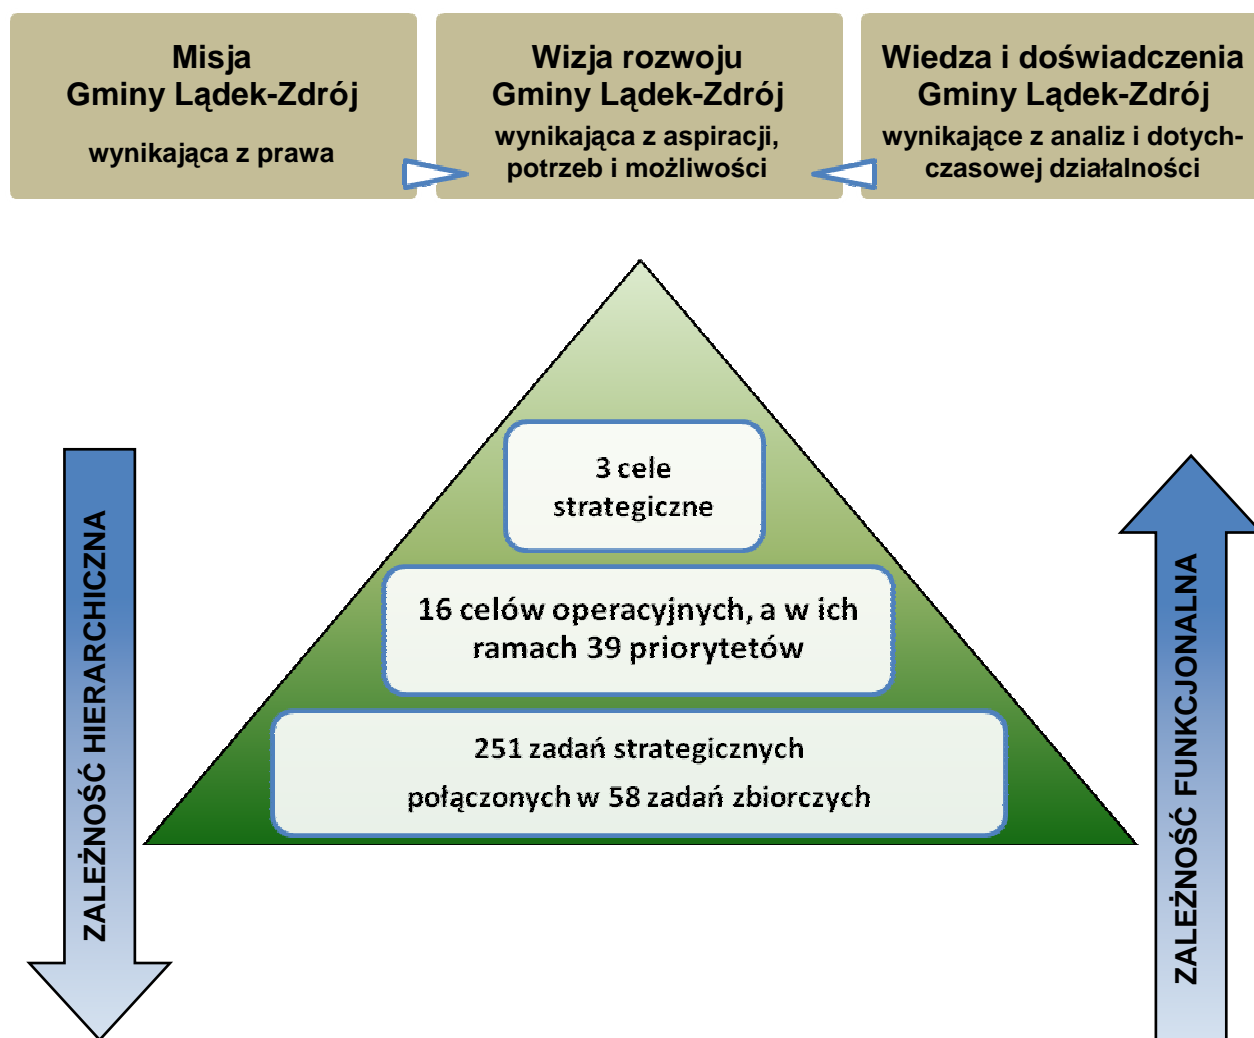 Misja
Gminy Lądek-Zdrój
wynikająca z prawa
Wizja rozwoju
Gminy Lądek-Zdrój
wynikająca z aspiracji,
potrzeb i możliwości
Wiedza i doświadczenia
Gminy Lądek-Zdrój
wynikające z analiz i dotych-
czasowej działalności
3 cele
strategiczne
16 celów operacyjnych, a w ich
ramach 39 priorytetów
251 zadań strategicznych
połączonych w 58 zadań zbiorczych
ZALEŻNOŚĆ HIERARCHICZNA
ZALEŻNOŚĆ FUNKCJONALNA